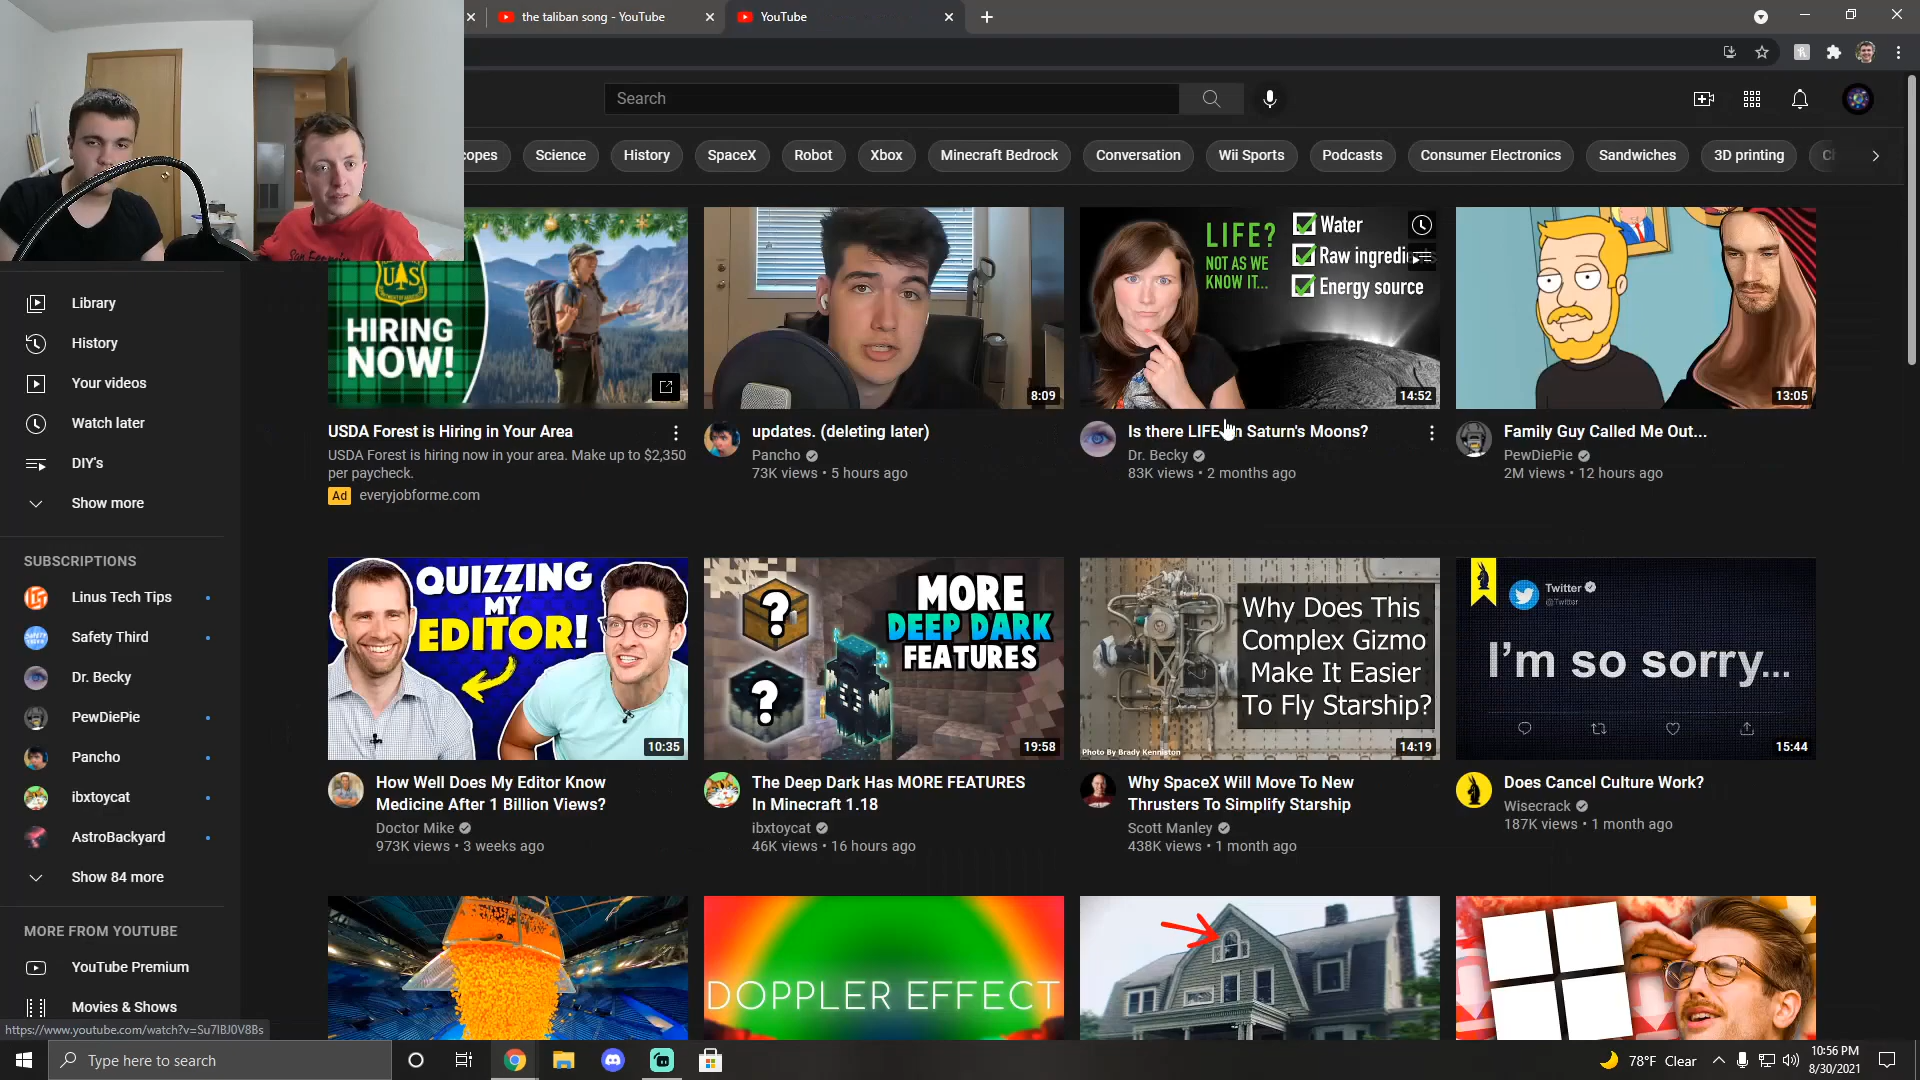 the taliban song - YouTube
YouTube
Search
opes
Science
History
SpaceX
Robot
Xbox
Minecraft Bedrock
Conversation
Wii Sports
Podcasts
Consumer Electronics
Sandwiches
3D printing
Library
History
Your videos
Watch later
DIY's
Show more
SUBSCRIPTIONS
Linus Tech Tips
Safety Third
Dr. Becky
PewDiePie
Pancho
ibxtoycat
AstroBackyard
Show 84 more
MORE FROM YOUTUBE
YouTube Premium
Movies & Shows
https://www.youtube.com/watch?v=Su7lBJ0V8Bs
U S
HIRING
NOW!
USDA Forest is Hiring in Your Area
USDA Forest is hiring now in your area. Make up to $2,350
per paycheck.
Ad everyjobforme.com
8:09
updates. (deleting later)
Pancho
73K views • 5 hours ago
LIFE?
NOT AS WE
KNOW IT...
Water
Raw ingredie
Energy source
14:52
Is there LIFE n Saturn's Moons?
Dr. Becky
83K views • 2 months ago
13:05
Family Guy Called Me Out...
PewDiePie
2M views • 12 hours ago
QUIZZING
MY
EDITOR!
10:35
How Well Does My Editor Know
Medicine After 1 Billion Views?
Doctor Mike
973K views • 3 weeks ago
MORE
DEEP DARK
FEATURES
19:58
The Deep Dark Has MORE FEATURES
In Minecraft 1.18
ibxtoycat
46K views • 16 hours ago
Why Does This
Complex Gizmo
Make It Easier
To Fly Starship?
Photo By Brady Kenniston
14:19
Why SpaceX Will Move To New
Thrusters To Simplify Starship
Scott Manley
438K views • 1 month ago
Twitter
@Twitter
I'm so sorry...
15:44
Does Cancel Culture Work?
Wisecrack
187K views • 1 month ago
DOPPLER EFFECT
Type here to search
78°F Clear
10:56 PM
8/30/2021